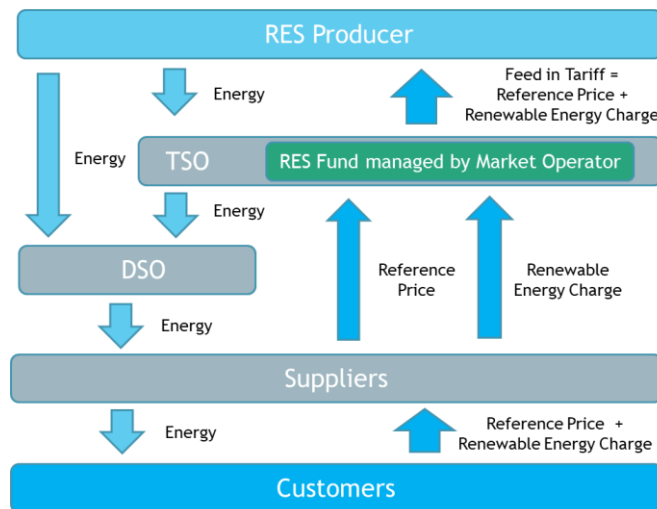 RES Producer
Energy
Feed in Tariff =
Reference Price +
Renewable Energy Charge
Energy
TSO
RES Fund managed by Market Operator
Energy
DSO
Reference
Price
Renewable
Energy Charge
Energy
Suppliers
Energy
Reference Price +
Renewable Energy Charge
Customers